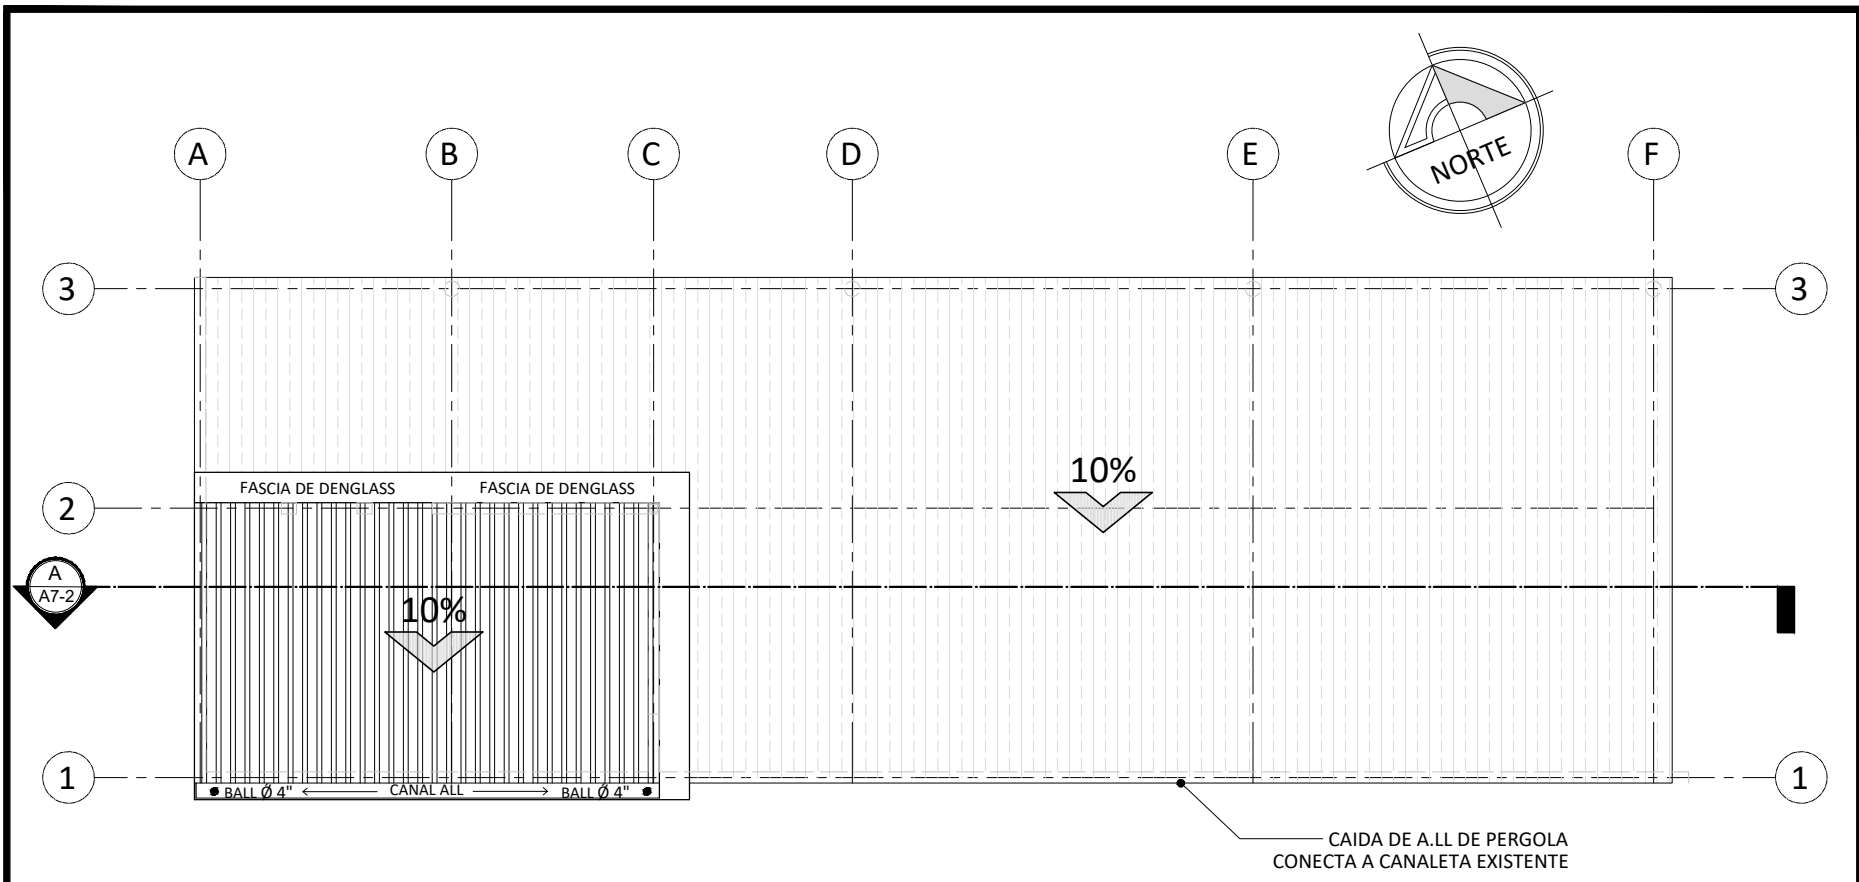 NORTE
A B C D E F
3 3
10%
FASCIA DE DENGLASS FASCIA DE DENGLASS
2
A
A7-2
10%
1 1
BALL Ø 4" CANAL ALL BALL Ø 4"
CAIDA DE A.LL DE PERGOLA
CONECTA A CANALETA EXISTENTE